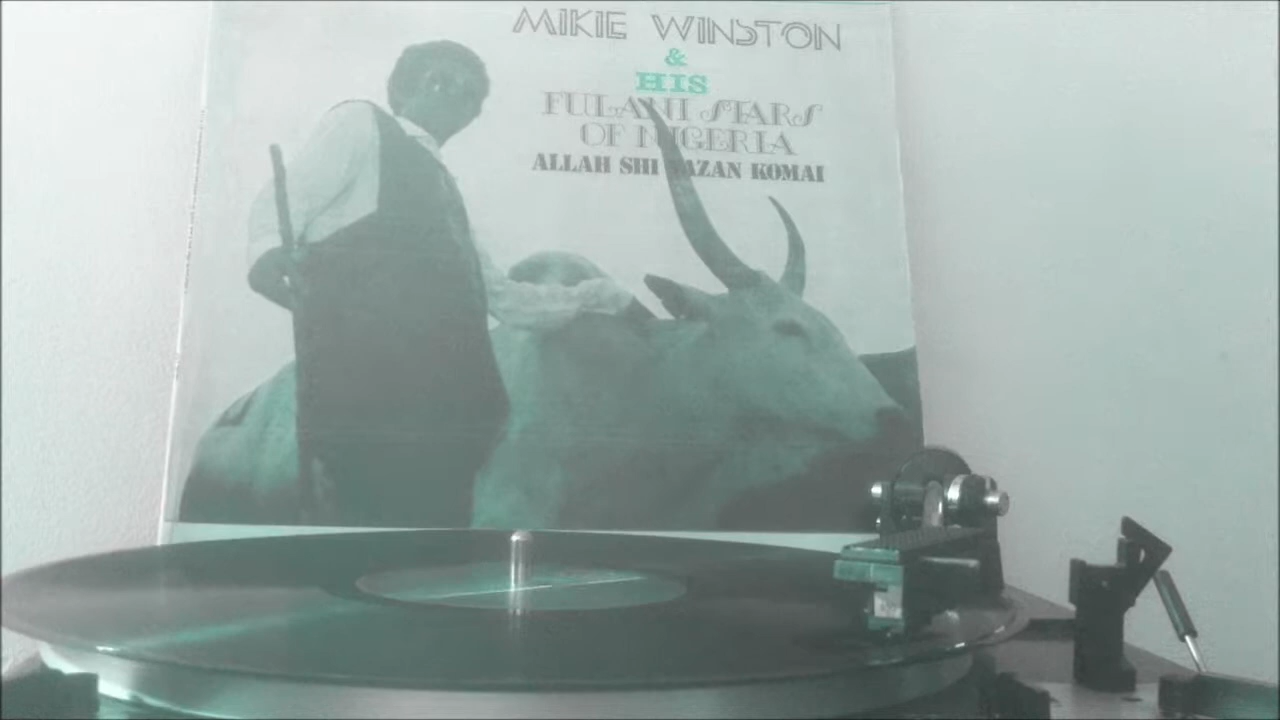 MIKIE WINSTON
&
HIS
FULANI STARS
OF NIGERIA
ALLAH SHI KOMAI